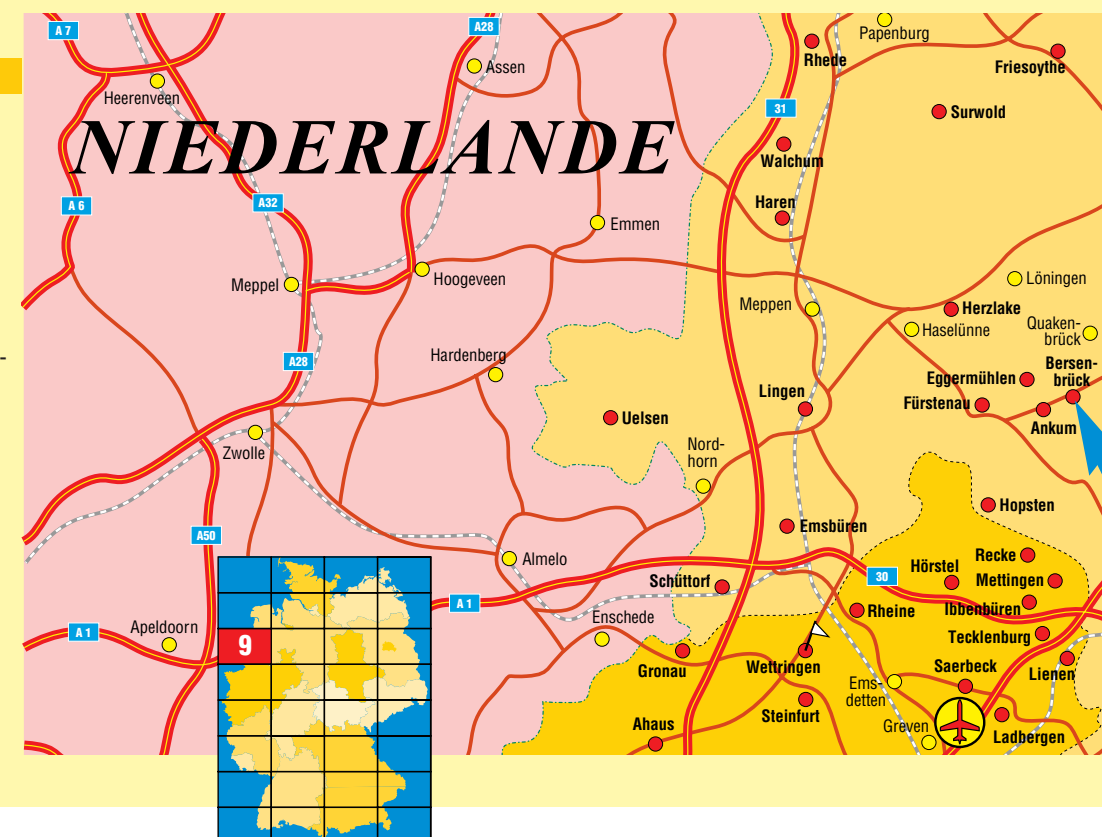 A 7
A28
Papenburg
Rhede
Friesoythe
Assen
Heerenveen
31
Surwold
NIEDERLANDE
Walchum
A 6
A32
Haren
Emmen
Meppel
Hoogeveen
Löningen
Meppen
Herzlake
Haselünne
Quaken-
brück
-
A28
Hardenberg
Bersen-
brück
Eggermühlen
Lingen
Fürstenau
Uelsen
Ankum
Zwolle
Nord-
horn
Hopsten
Emsbüren
A50
Almelo
Recke
Hörstel
Mettingen
30
Schüttorf
A 1
Ibbenbüren
Rheine
Enschede
A 1
Apeldoorn
Tecklenburg
9
Gronau
Wettringen
Saerbeck
Lienen
Ems-
detten
Steinfurt
Ahaus
Greven
Ladbergen